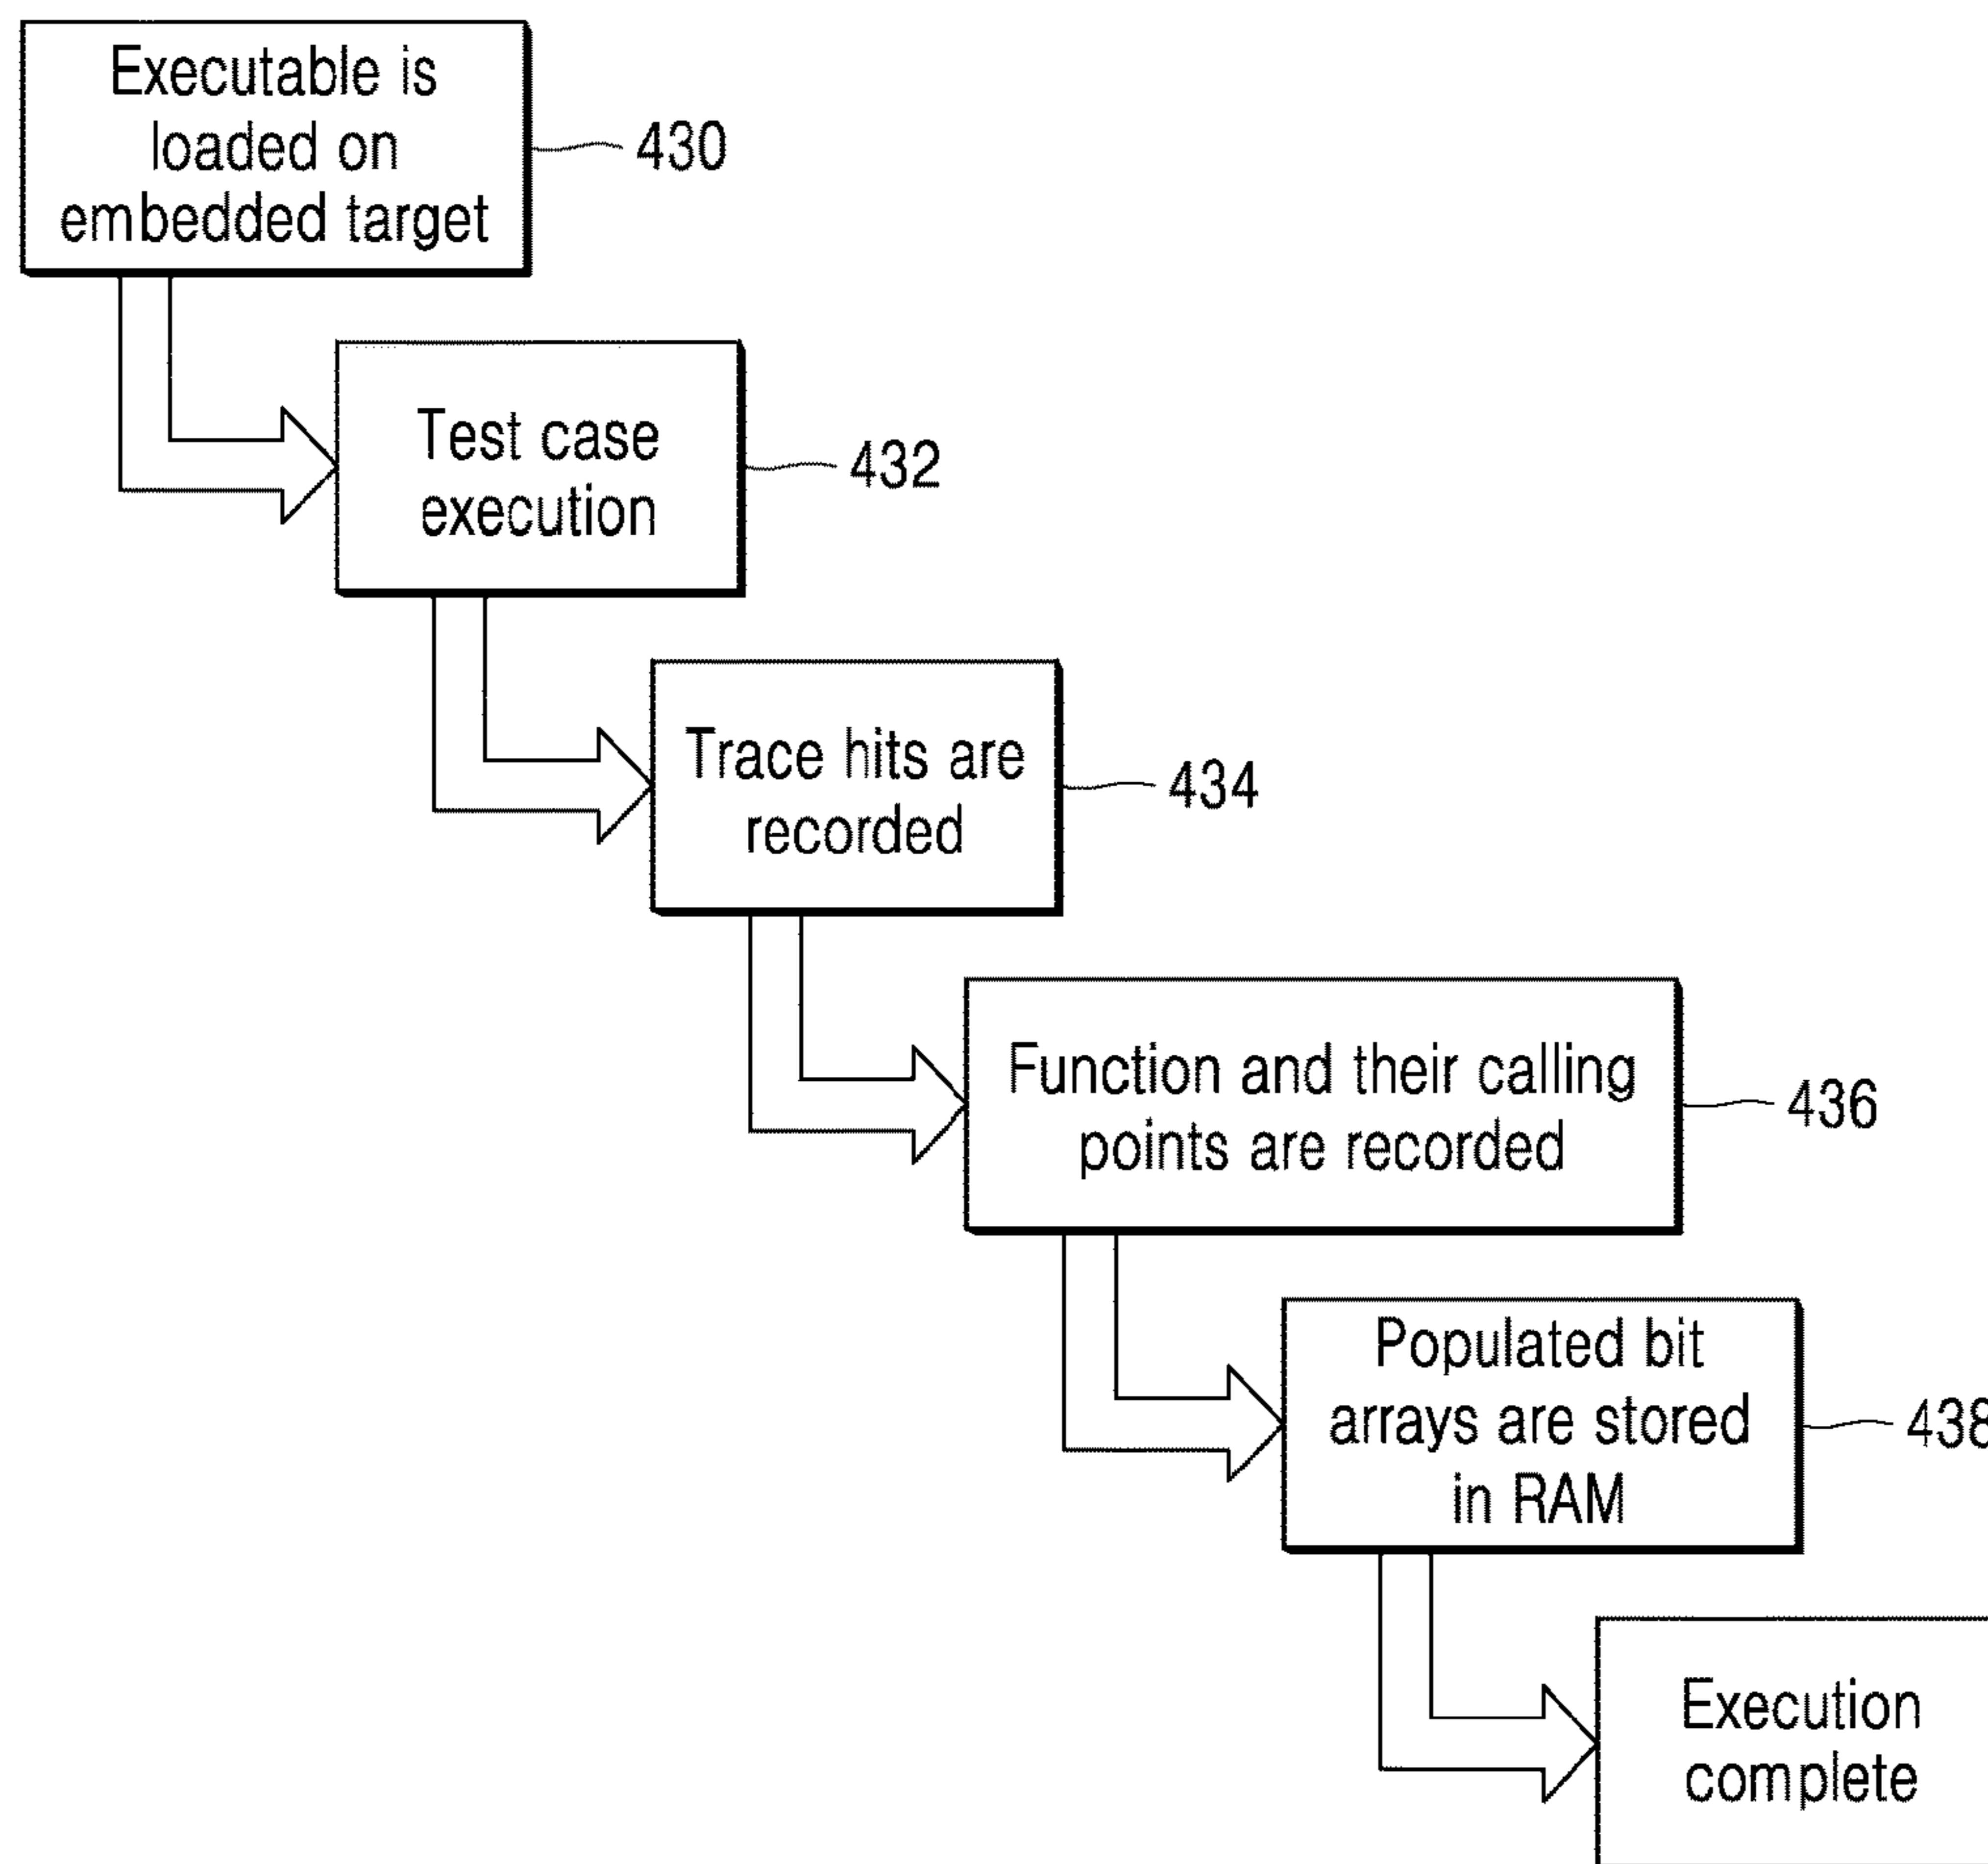 Executable is
loaded on
embedded target
430
Test case
execution
432
Trace hits are
recorded
434
Function and their calling
points are recorded
436
Populated bit
arrays are stored
in RAM
438
Execution
complete